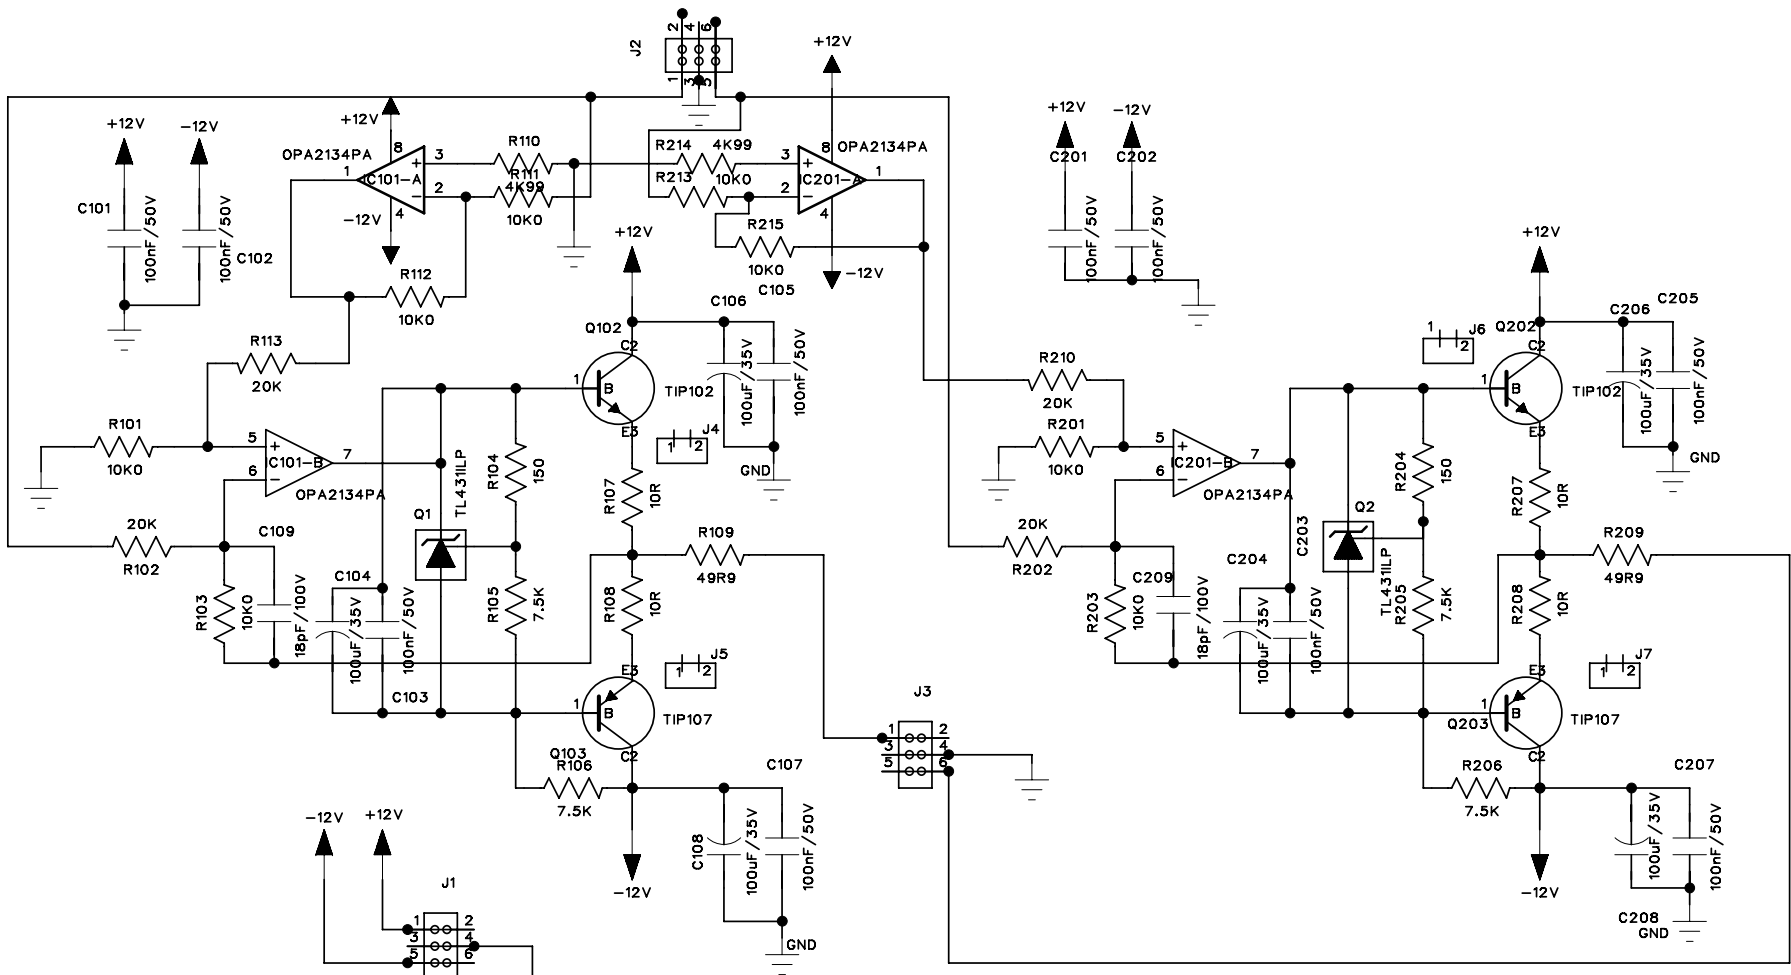 J2
2 4 6
1 3 5
+12V
+12V
-12V
+12V
OPA2134PA
8
IC101-A
1
3
2
4
-12V
R110
4K99
R111
10K0
R214
4K99
R213
10K0
+12V
8
OPA2134PA
3
2
IC201-A
1
4
-12V
R215
10K0
+12V
-12V
C201
C202
100nF/50V
100nF/50V
C101
100nF/50V
100nF/50V
C102
R112
10K0
R113
20K
R101
10K0
5
6
IC101-B
7
OPA2134PA
20K
R102
C109
R103
10K0
18pF/100V
C104
100uF/35V
100nF/50V
C103
Q1
TL431ILP
R104
150
R105
7.5K
+12V
Q102
C2
1
B
TIP102
E3
C106
C105
100uF/35V
100nF/50V
GND
J4
1 2
R107
10R
R109
49R9
R108
10R
J5
1 2
E3
1
B
TIP107
C2
Q103
R106
7.5K
-12V
C107
C108
100uF/35V
100nF/50V
GND
J3
1 2
3 4
5 6
-12V
+12V
J1
1 2
3 4
5 6
R210
20K
R201
10K0
5
6
IC201-B
7
OPA2134PA
20K
R202
C209
R203
10K0
18pF/100V
C204
C203
100uF/35V
100nF/50V
Q2
TL431ILP
R204
150
R205
7.5K
+12V
J6
1
2
Q202
C2
1
B
TIP102
E3
C206
C205
100uF/35V
100nF/50V
GND
R207
10R
R209
49R9
R208
10R
J7
1 2
E3
1
B
TIP107
Q203
C2
R206
7.5K
-12V
C207
100uF/35V
100nF/50V
C208
GND